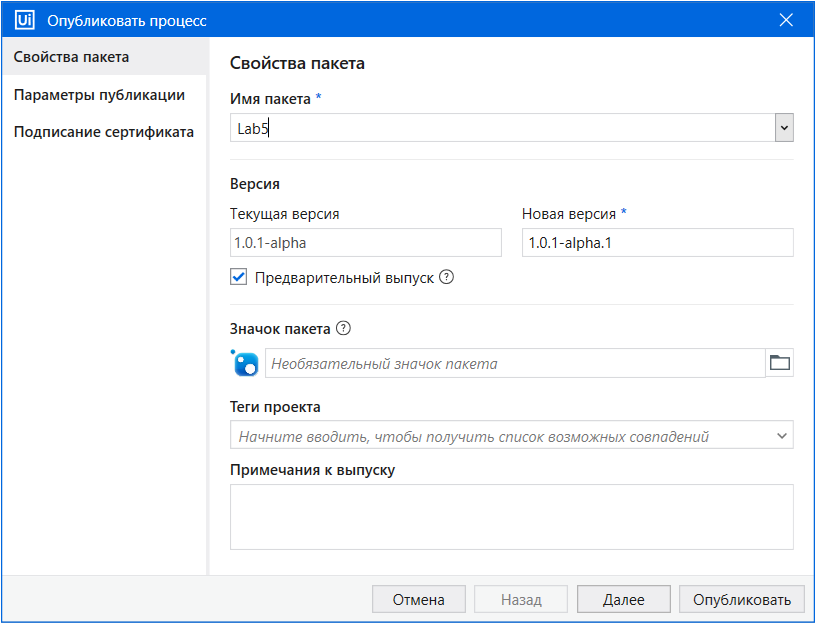 Ui Опубликовать процесс
Свойства пакета
Параметры публикации
Подписание сертификата
Свойства пакета
Имя пакета *
Lab5
Версия
Текущая версия
Новая версия *
1.0.1-alpha
1.0.1-alpha.1
Предварительный выпуск ?
Значок пакета ?
Необязательный значок пакета
Теги проекта
Начните вводить, чтобы получить список возможных совпадений
Примечания к выпуску
Отмена
Назад
Далее
Опубликовать